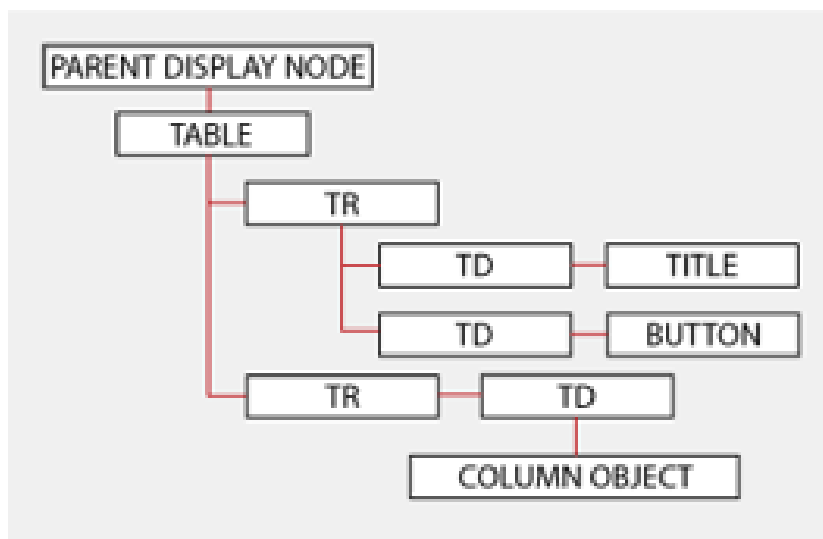 PARENT DISPLAY NODE
TABLE
TR
TD TITLE
TD BUTTON
TR TD
COLUMN OBJECT